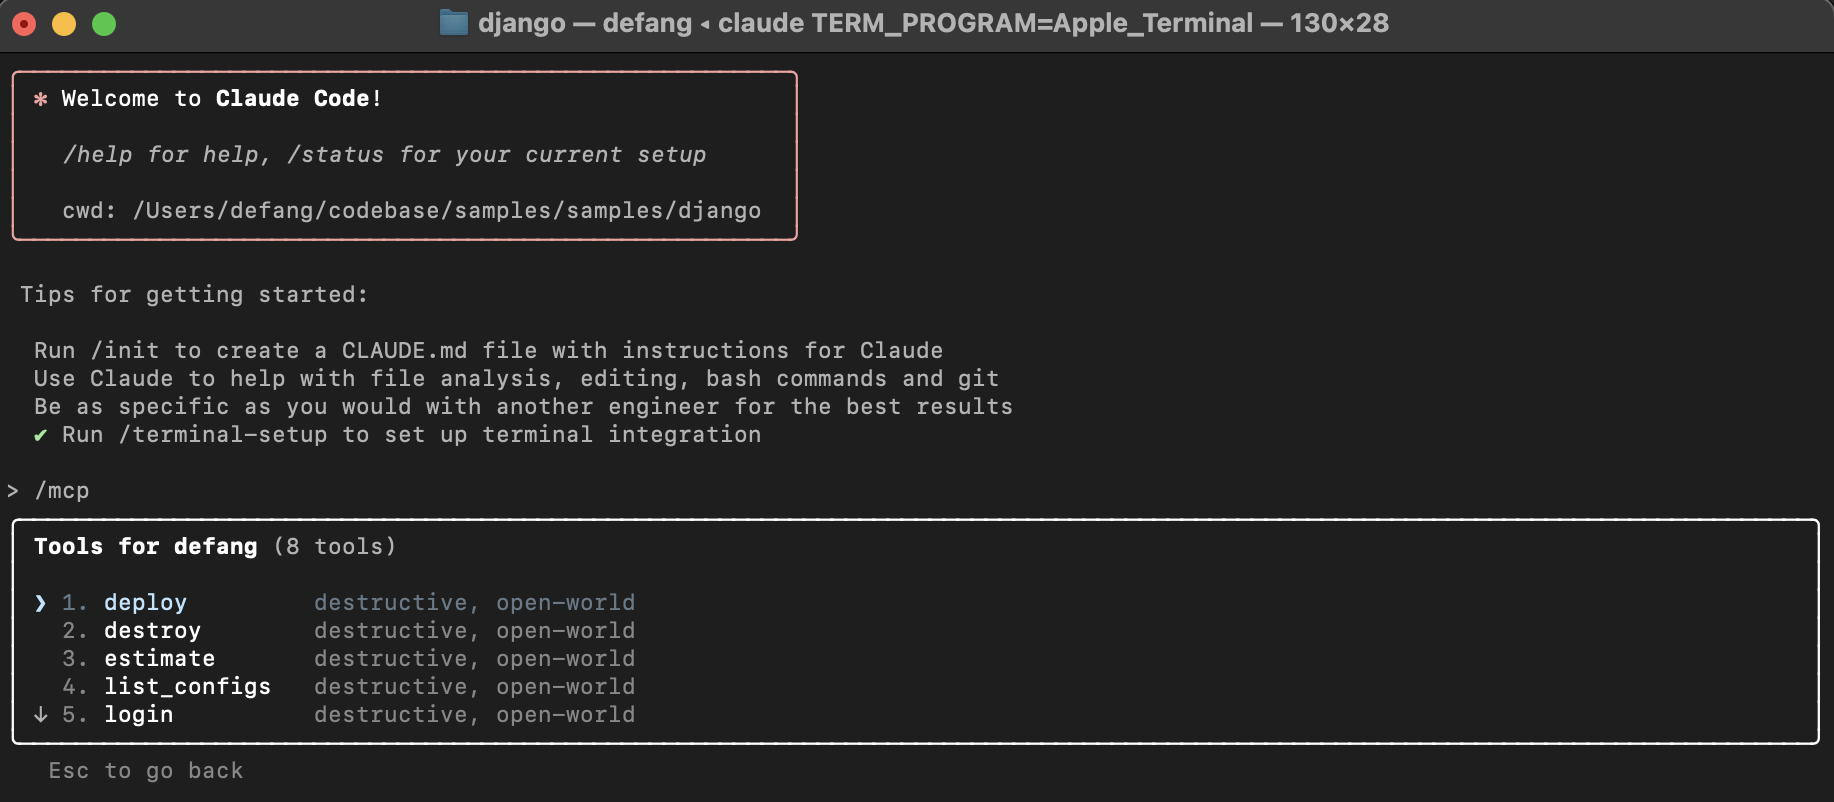 django — defang ◂ claude TERM_PROGRAM=Apple_Terminal — 130×28
✻ Welcome to Claude Code!
/help for help, /status for your current setup
cwd: /Users/defang/codebase/samples/samples/django
Tips for getting started:
Run /init to create a CLAUDE.md file with instructions for Claude
Use Claude to help with file analysis, editing, bash commands and git
Be as specific as you would with another engineer for the best results
✔ Run /terminal-setup to set up terminal integration
> /mcp
Tools for defang (8 tools)
❯ 1. deploy destructive, open-world
2. destroy destructive, open-world
3. estimate destructive, open-world
4. list_configs destructive, open-world
↓ 5. login destructive, open-world
Esc to go back